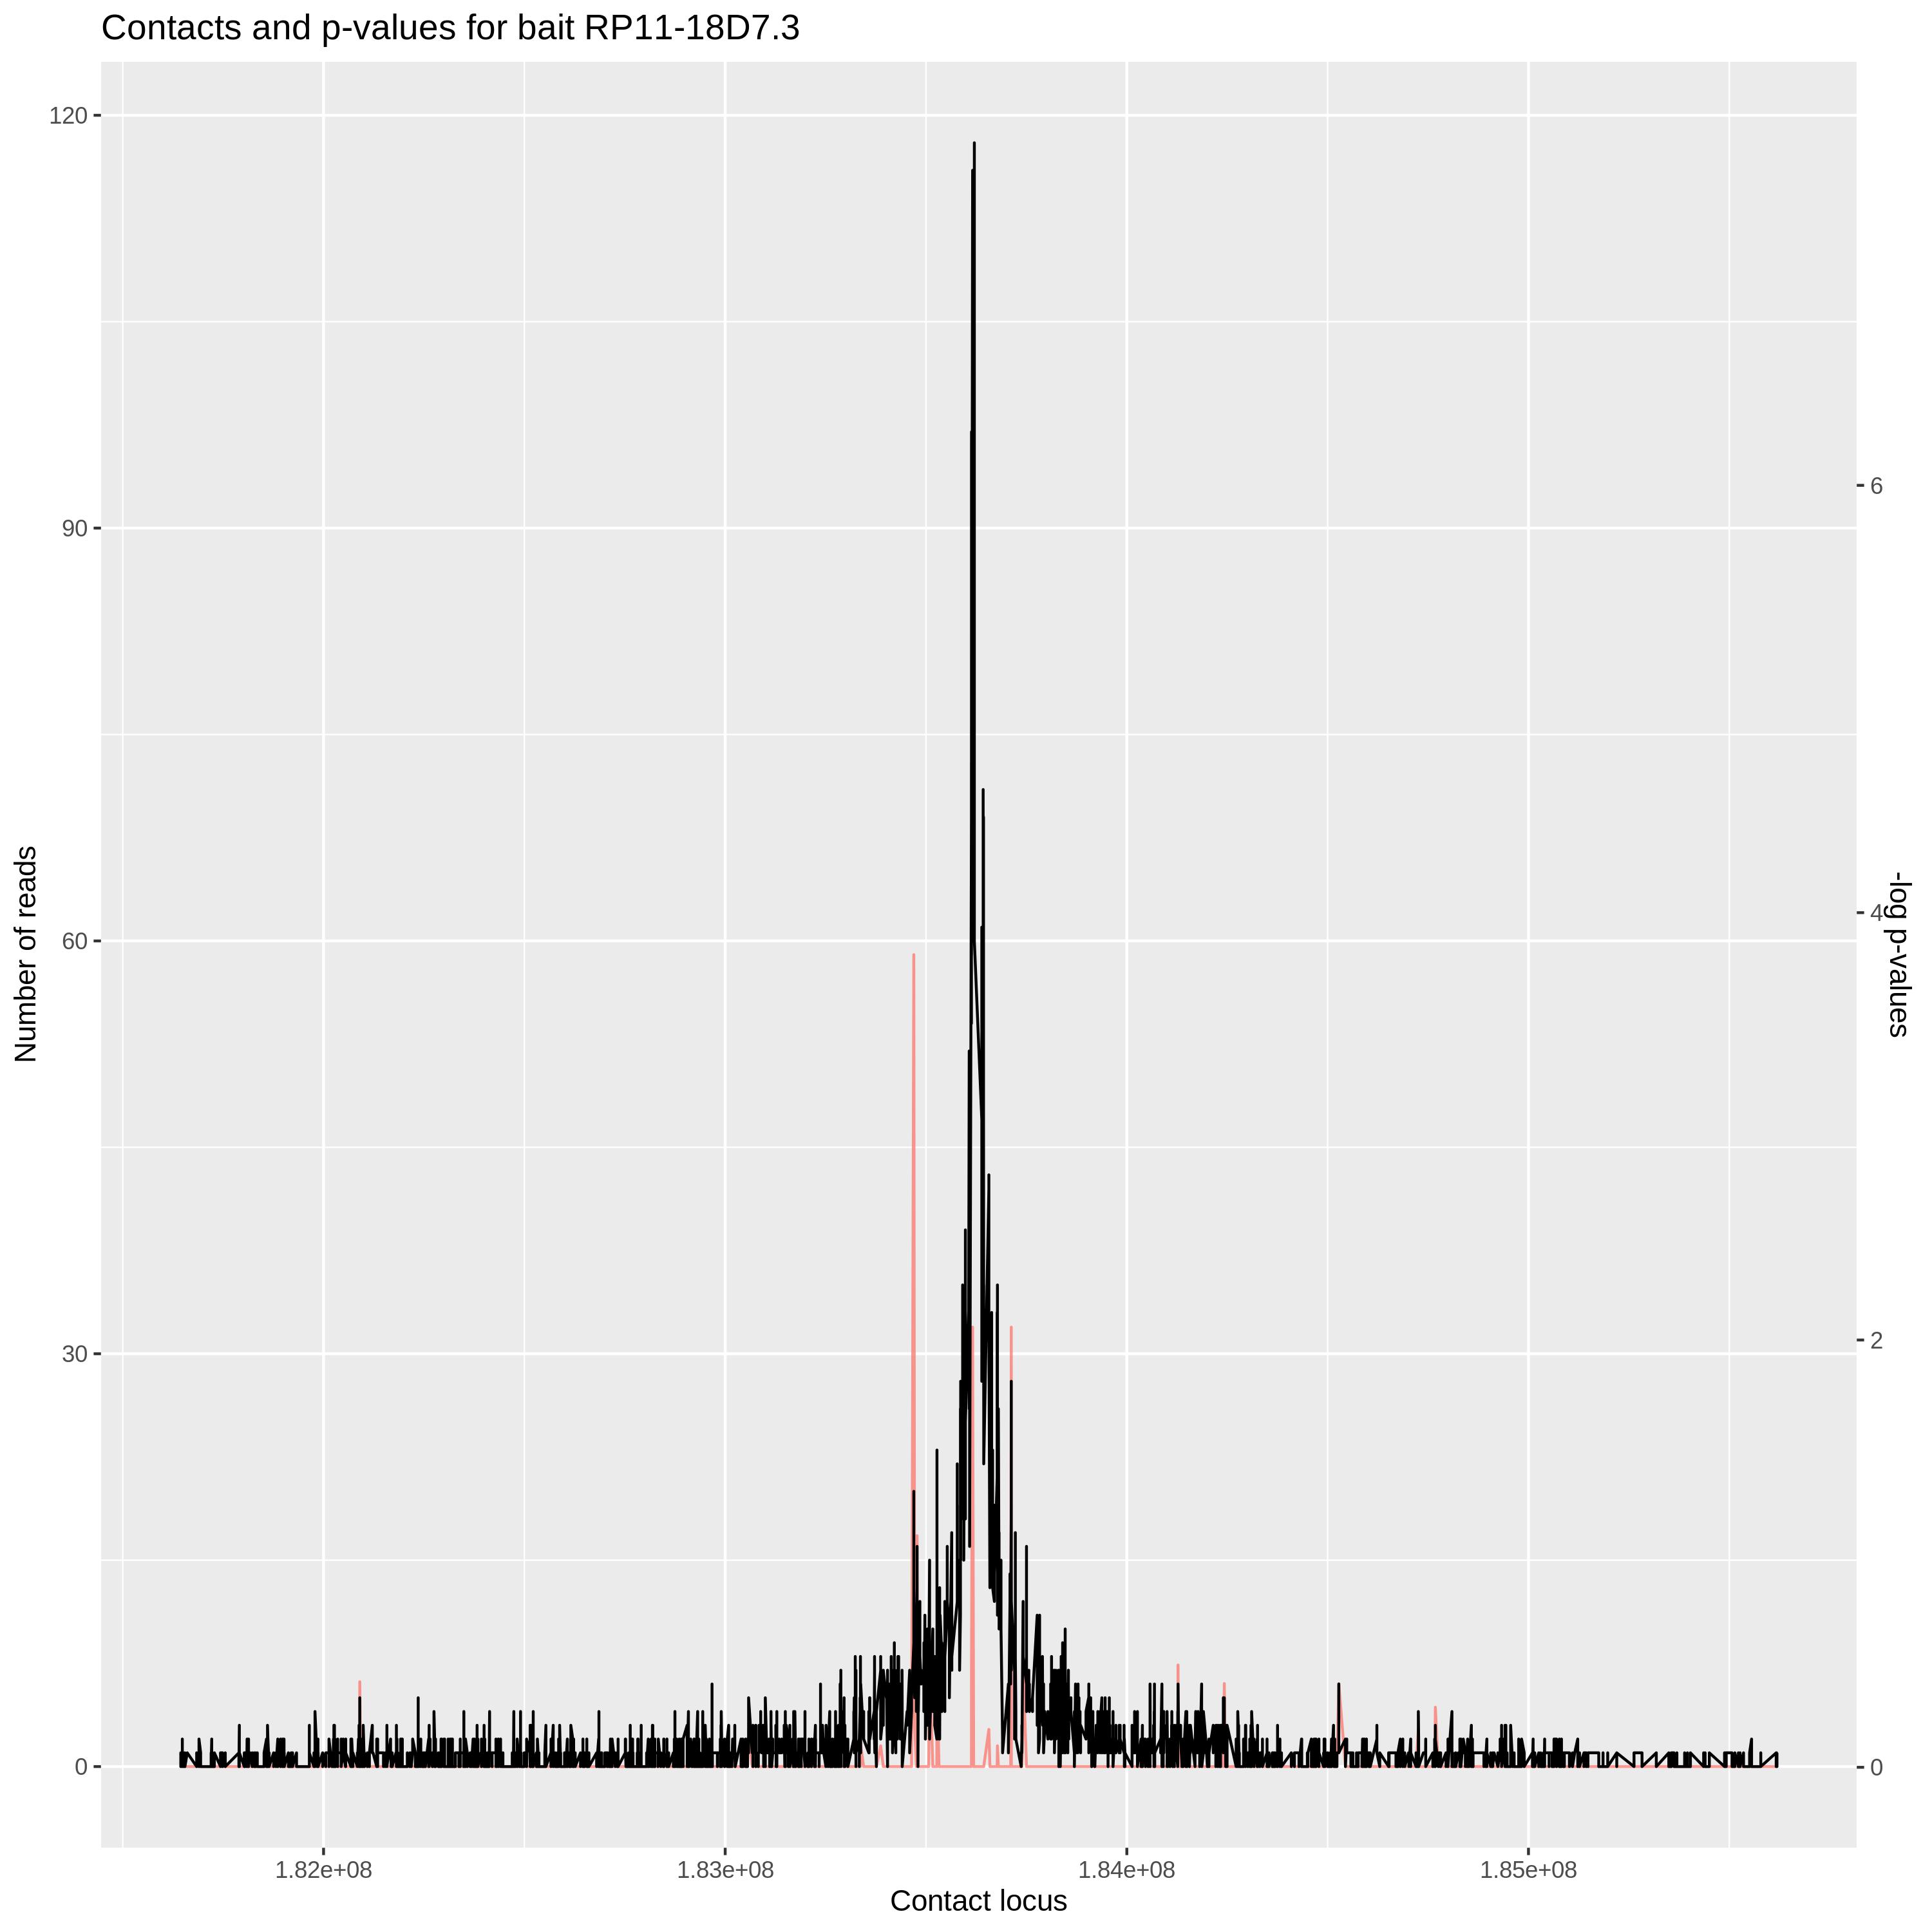 Contacts and p-values for bait RP11-18D7.3
120
90
60
30
0
Number of reads
6
4
2
0
-log p-values
1.82e+08
1.83e+08
1.84e+08
1.85e+08
Contact locus